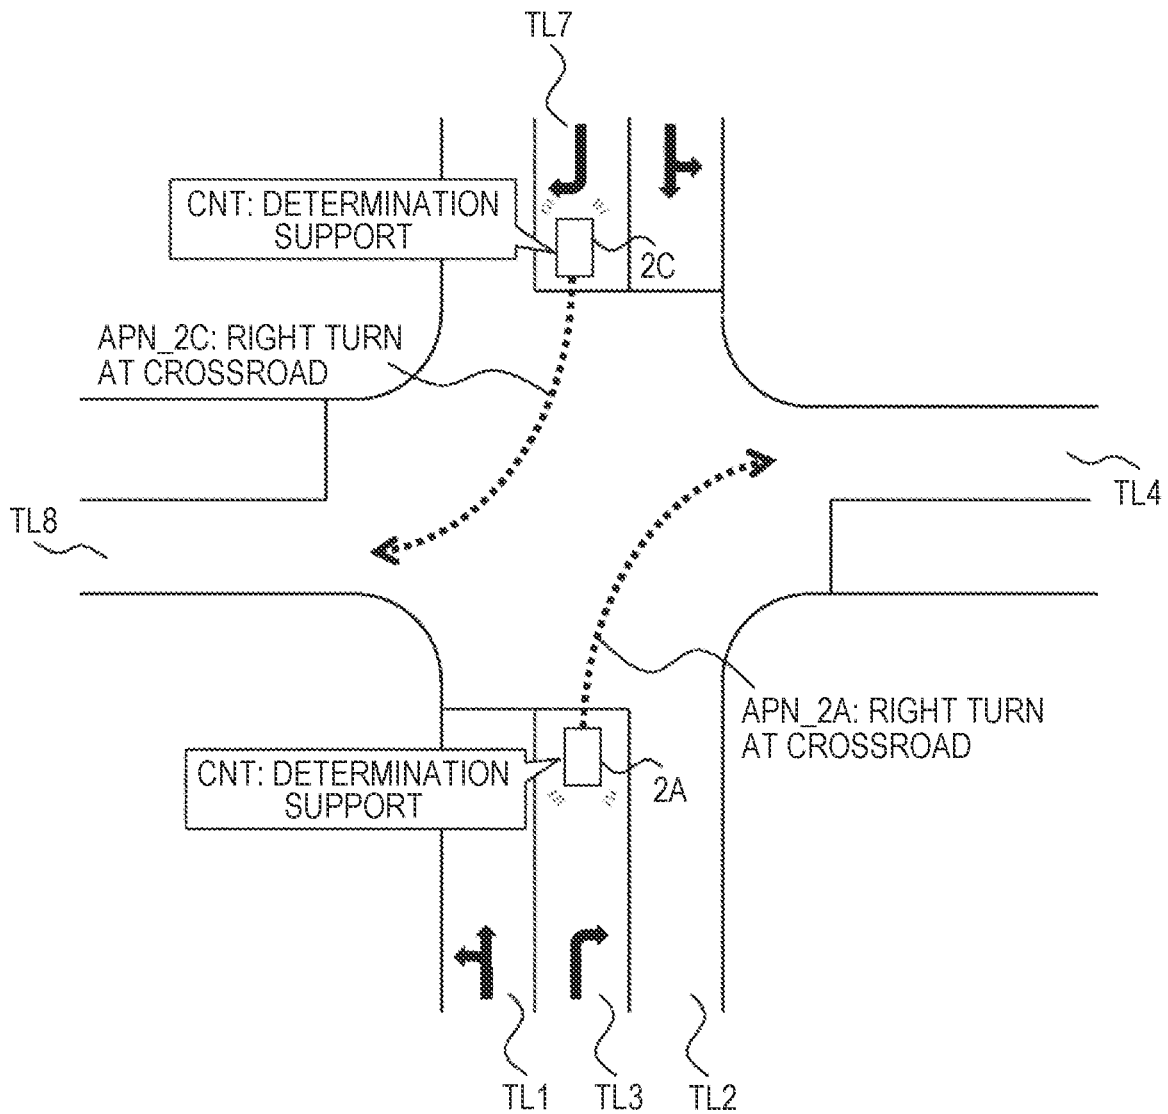 TL7
CNT: DETERMINATION
SUPPORT
2C
APN_2C: RIGHT TURN
AT CROSSROAD
TL4
TL8
APN_2A: RIGHT TURN
AT CROSSROAD
CNT: DETERMINATION
SUPPORT
2A
TL1
TL3
TL2